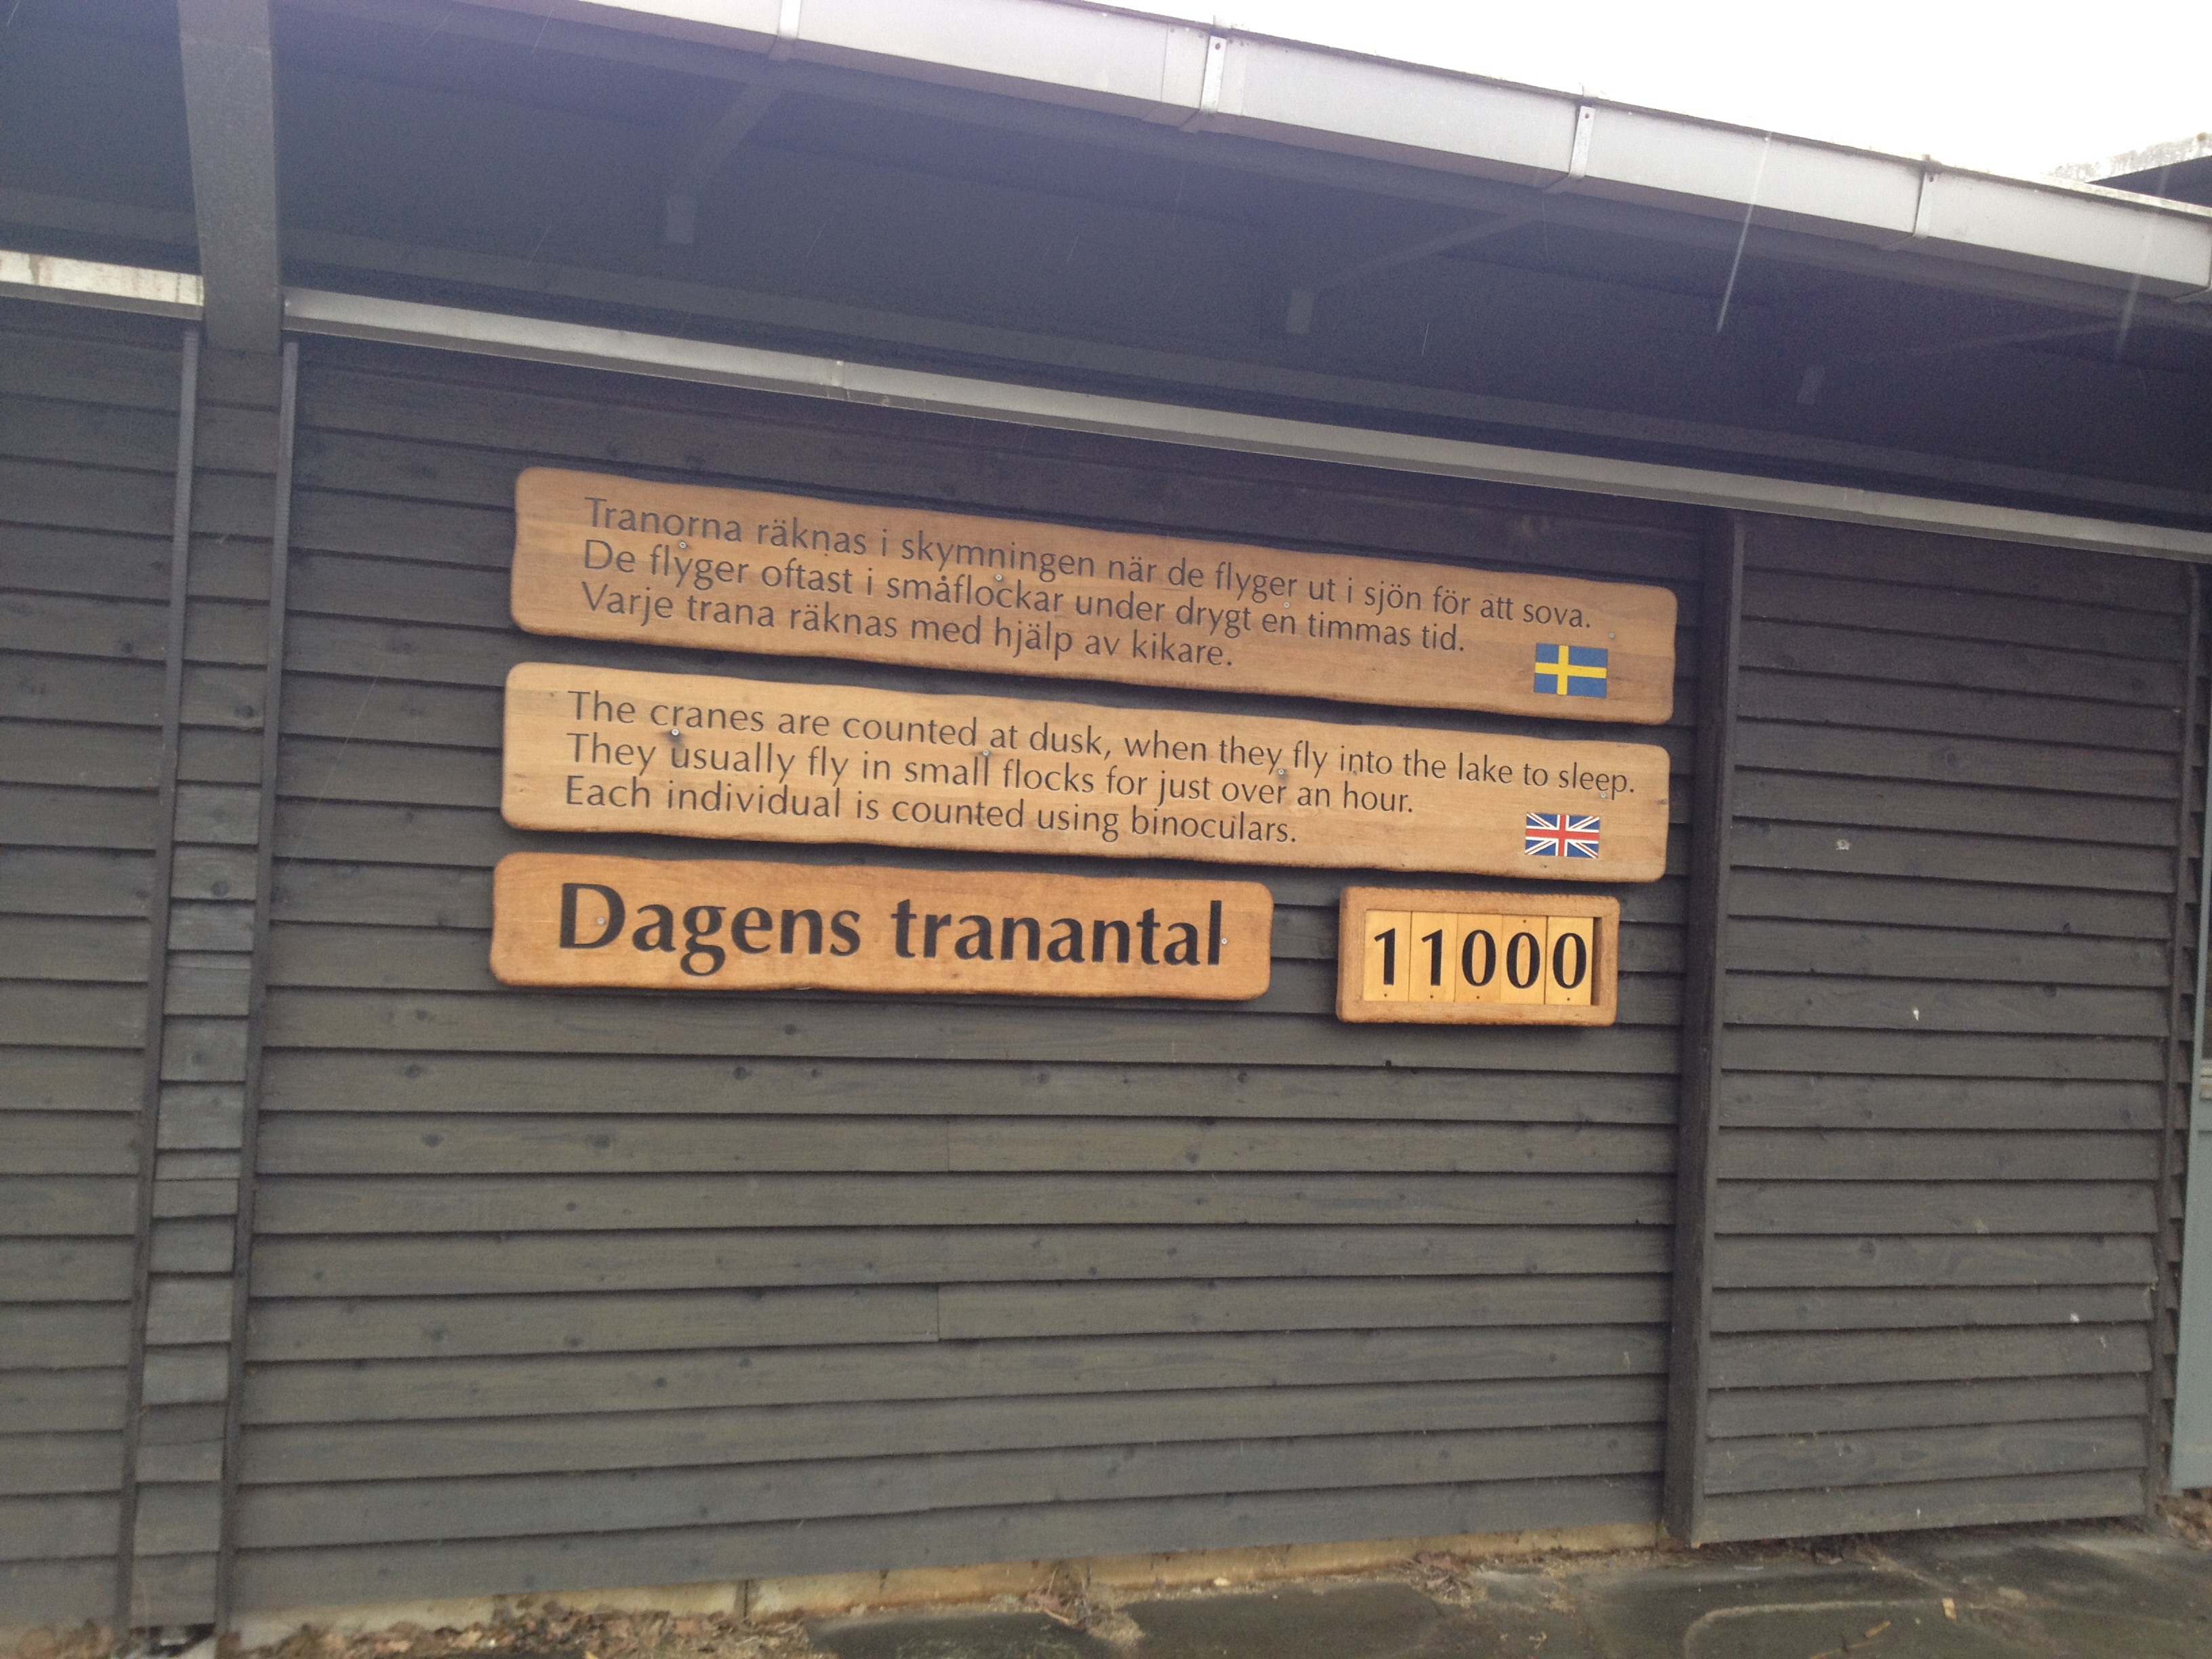 Tranorna räknas i skymningen när de flyger ut i sjön för att sova.
De flyger oftast i småflockar under drygt en timmas tid.
Varje trana räknas med hjälp av kikare.
The cranes are counted at dusk, when they fly into the lake to sleep.
They usually fly in small flocks for just over an hour.
Each individual is counted using binoculars.
Dagens tranantal 11000